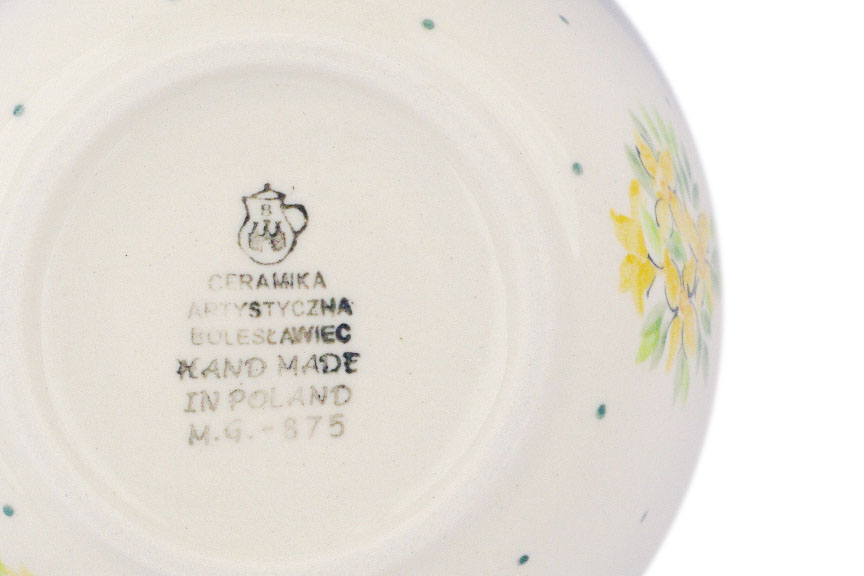 B
CERAMIKA
ARTYSTYCZNA
BOLESŁAWIEC
HAND MADE
IN POLAND
M.G.-875